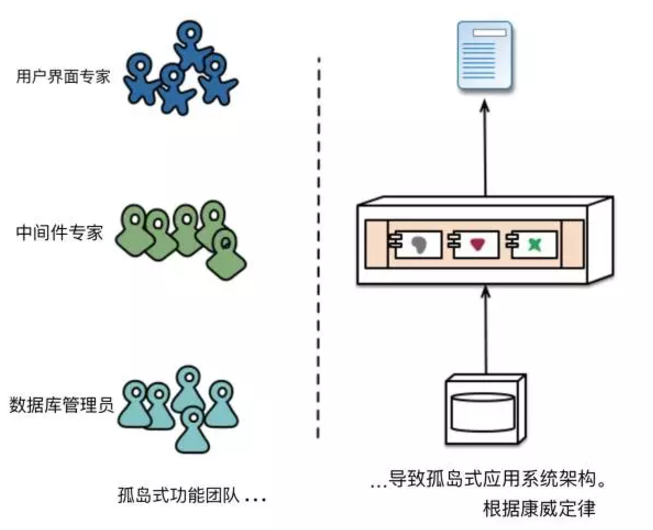 用户界面专家
中间件专家
数据库管理员
孤岛式功能团队...
...导致孤岛式应用系统架构。
根据康威定律